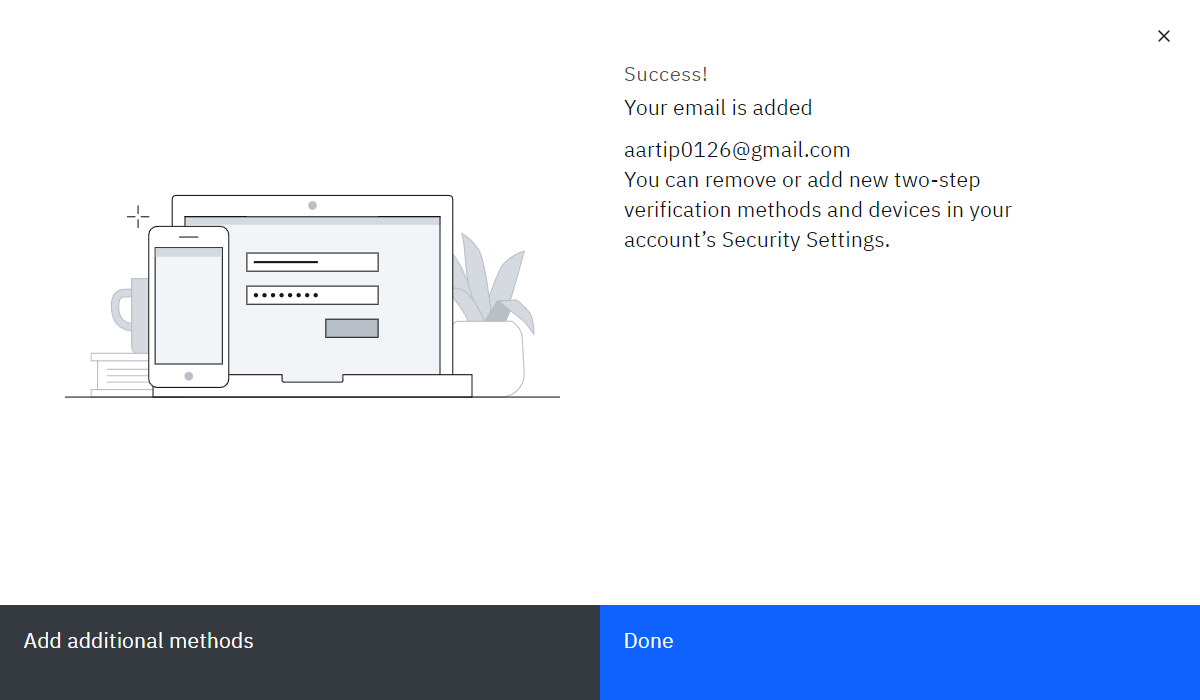 Success!
Your email is added
aartip0126@gmail.com
You can remove or add new two-step
verification methods and devices in your
account’s Security Settings.
Add additional methods
Done